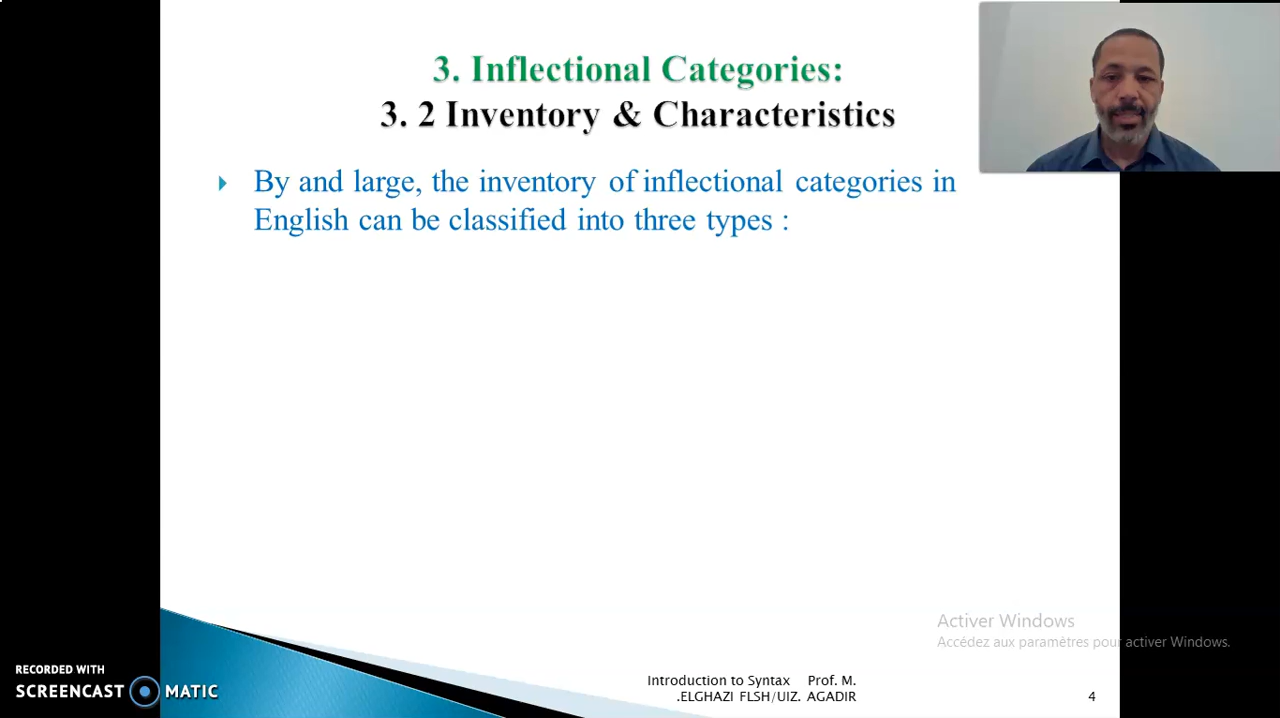 3. Inflectional Categories:
3. 2 Inventory & Characteristics
By and large, the inventory of inflectional categories in
English can be classified into three types :
Activer Windows
Accédez aux paramètres pour activer Windows.
RECORDED WITH
SCREENCAST MATIC
Introduction to Syntax Prof. M.
.ELGHAZI FLSH/UIZ. AGADIR
4